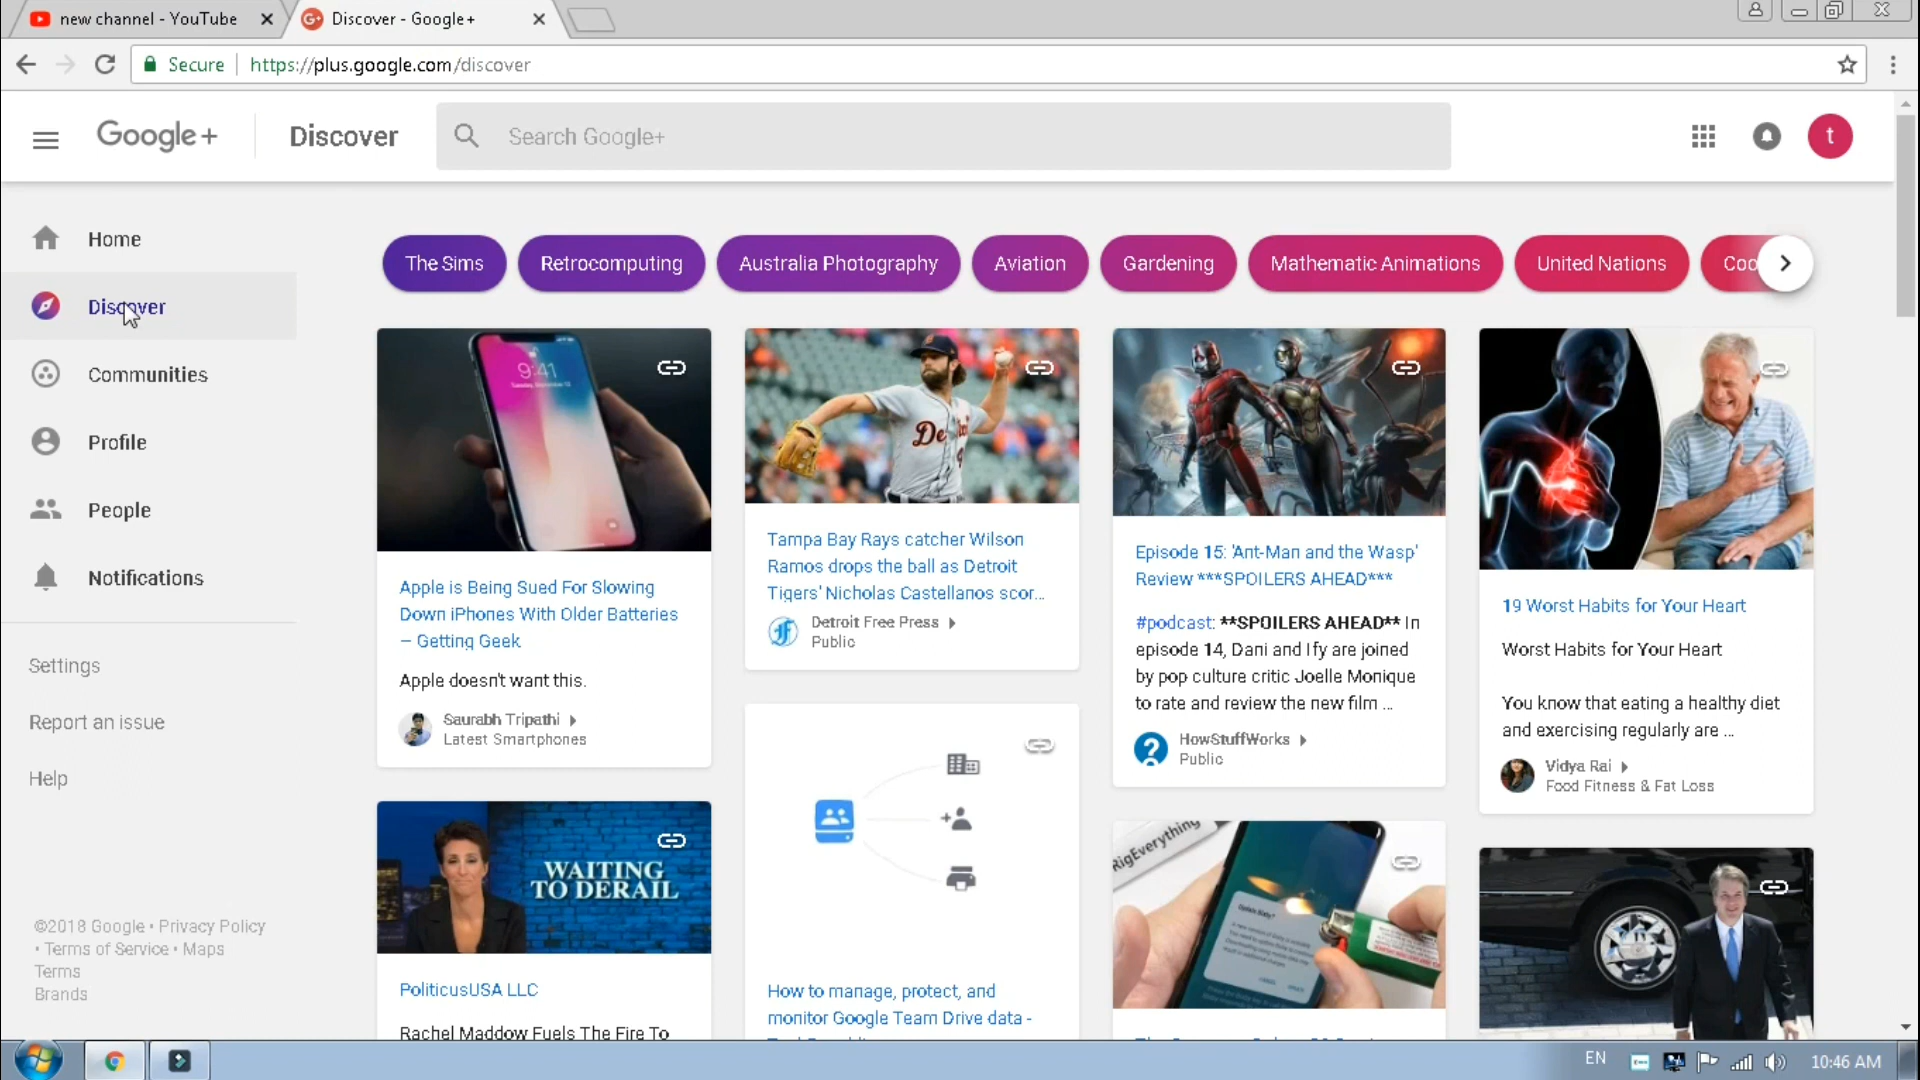 new channel - YouTube
Discover - Google+
Secure
https://plus.google.com/discover
Google+
Discover
Search Google+
t
Home
Discover
Communities
Profile
People
Notifications
Settings
Report an issue
Help
©2018 Google • Privacy Policy
• Terms of Service • Maps
Terms
Brands
The Sims
Retrocomputing
Australia Photography
Aviation
Gardening
Mathematic Animations
United Nations
Coo
9:41
Apple is Being Sued For Slowing
Down iPhones With Older Batteries
– Getting Geek
Apple doesn't want this.
Saurabh Tripathi
Latest Smartphones
WAITING
TO DERAIL
PoliticusUSA LLC
Rachel Maddow Fuels The Fire To
Tampa Bay Rays catcher Wilson
Ramos drops the ball as Detroit
Tigers' Nicholas Castellanos scor...
Detroit Free Press
Public
How to manage, protect, and
monitor Google Team Drive data -
Episode 15: 'Ant-Man and the Wasp'
Review ***SPOILERS AHEAD***
#podcast: **SPOILERS AHEAD** In
episode 14, Dani and Ify are joined
by pop culture critic Joelle Monique
to rate and review the new film ...
HowStuffWorks
Public
RigEverything
19 Worst Habits for Your Heart
Worst Habits for Your Heart
You know that eating a healthy diet
and exercising regularly are ...
Vidya Rai
Food Fitness & Fat Loss
EN
10:46 AM